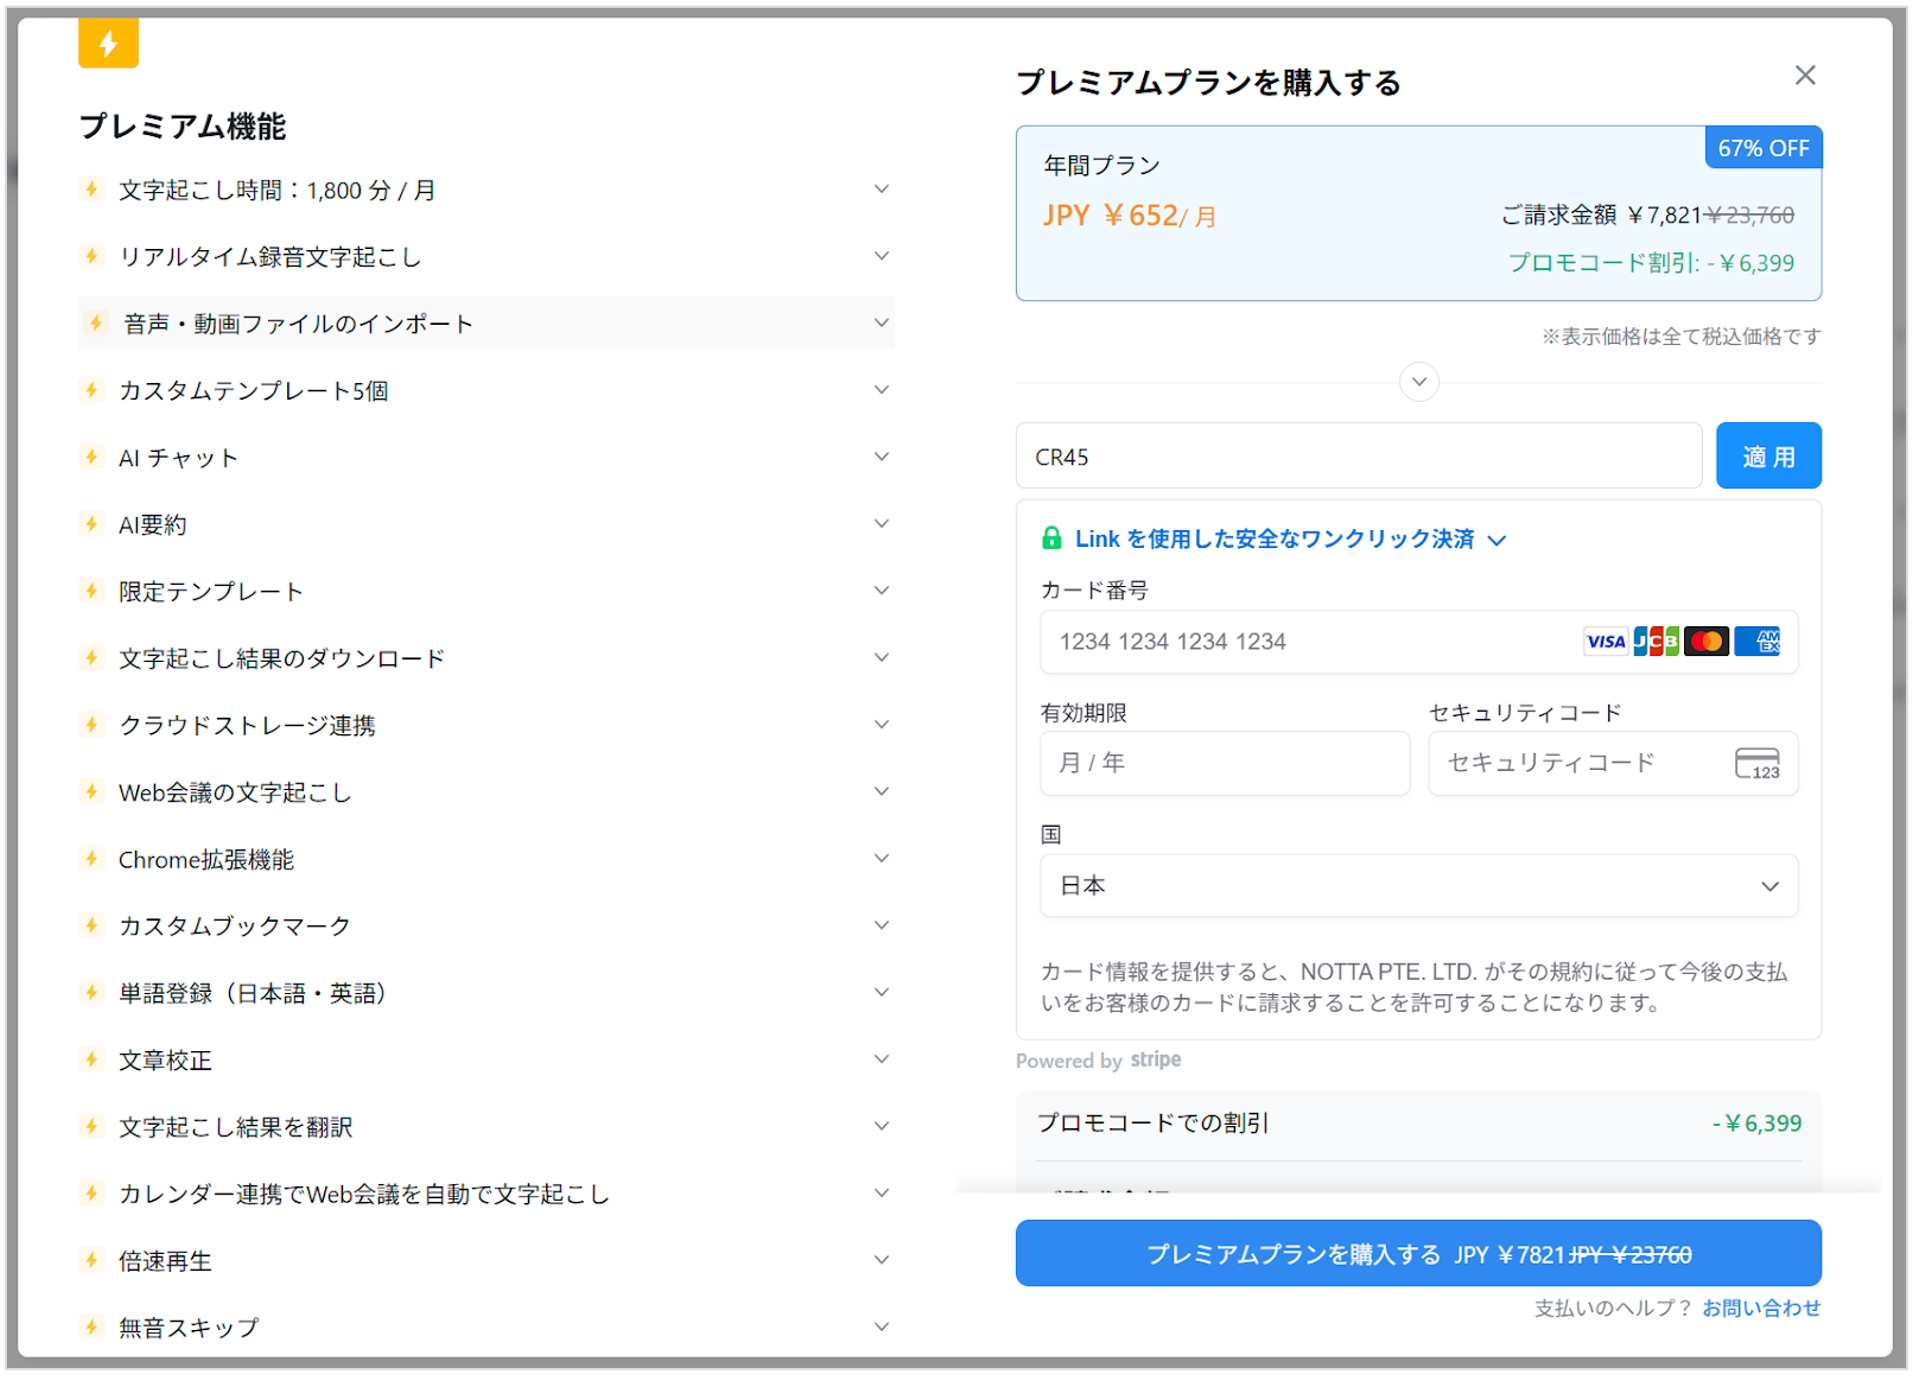 プレミアム機能
文字起こし時間：1,800 分 / 月
リアルタイム録音文字起こし
音声・動画ファイルのインポート
カスタムテンプレート5個
AI チャット
AI要約
限定テンプレート
文字起こし結果のダウンロード
クラウドストレージ連携
Web会議の文字起こし
Chrome拡張機能
カスタムブックマーク
単語登録（日本語・英語）
文章校正
文字起こし結果を翻訳
カレンダー連携でWeb会議を自動で文字起こし
倍速再生
無音スキップ
プレミアムプランを購入する
67% OFF
年間プラン
JPY ￥652/ 月
ご請求金額 ￥7,821￥23,760
プロモコード割引: -￥6,399
※表示価格は全て税込価格です
CR45
適 用
Link を使用した安全なワンクリック決済
カード番号
1234 1234 1234 1234
VISA JCB AMEX
有効期限
セキュリティコード
月 / 年
セキュリティコード
123
国
日本
カード情報を提供すると、NOTTA PTE. LTD. がその規約に従って今後の支払
いをお客様のカードに請求することを許可することになります。
Powered by stripe
プロモコードでの割引
-￥6,399
プレミアムプランを購入する JPY ￥7821JPY ￥23760
支払いのヘルプ？ お問い合わせ